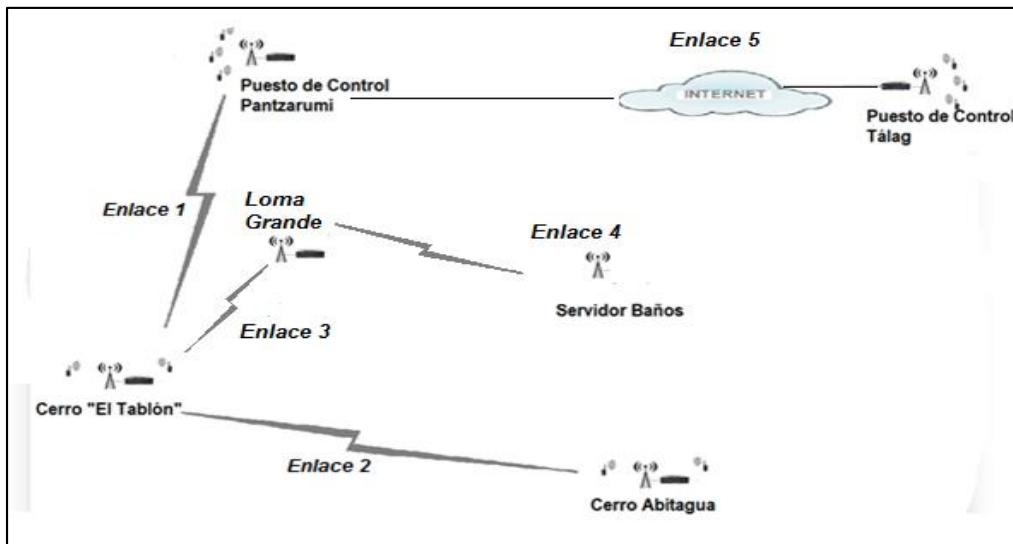 Enlace 5
Puesto de Control
Pantzarumi
INTERNET
Puesto de Control
Tálag
Enlace 1
Loma
Grande
Enlace 4
Servidor Baños
Enlace 3
Cerro "El Tablón"
Enlace 2
Cerro Abitagua